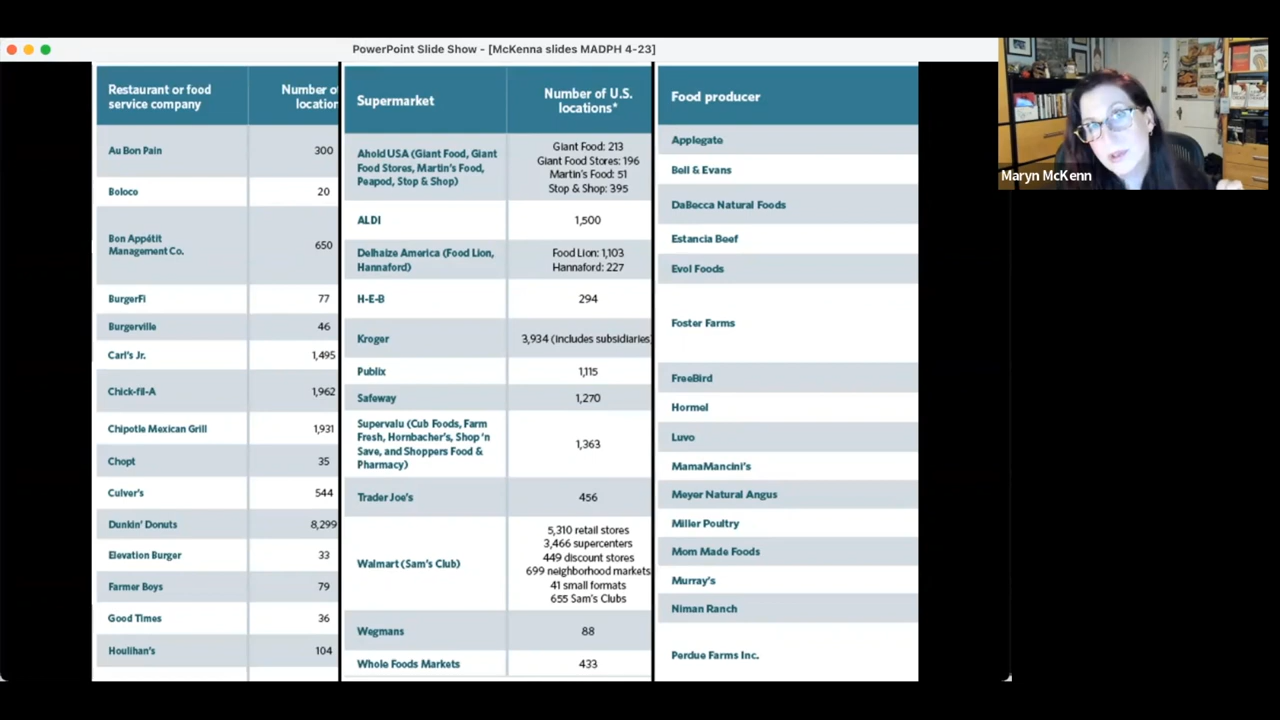 PowerPoint Slide Show - [McKenna slides MADPH 4-23]
Restaurant or food
service company
Number of
location
Au Bon Pain
300
Boloco
20
Bon Appétit
Management Co.
650
BurgerFi
77
Burgerville
46
Carl's Jr.
1,495
Chick-fil-A
1,962
Chipotle Mexican Grill
1,931
Chopt
35
Culver's
544
Dunkin' Donuts
8,299
Elevation Burger
33
Farmer Boys
79
Good Times
36
Houlihan's
104
Supermarket
Number of U.S.
locations*
Ahold USA (Giant Food, Giant
Food Stores, Martin's Food,
Peapod, Stop & Shop)
Giant Food: 213
Giant Food Stores: 196
Martin's Food: 51
Stop & Shop: 395
ALDI
1,500
Delhaize America (Food Lion,
Hannaford)
Food Lion: 1,103
Hannaford: 227
H-E-B
294
Kroger
3,934 (includes subsidiaries)
Publix
1,115
Safeway
1,270
Supervalu (Cub Foods, Farm
Fresh, Hornbacher's, Shop 'n
Save, and Shoppers Food &
Pharmacy)
1,363
Trader Joe's
456
Walmart (Sam's Club)
5,310 retail stores
3,466 supercenters
449 discount stores
699 neighborhood markets
41 small formats
655 Sam's Clubs
Wegmans
88
Whole Foods Markets
433
Food producer
Applegate
Bell & Evans
DaBecca Natural Foods
Estancia Beef
Evol Foods
Foster Farms
FreeBird
Hormel
Luvo
MamaMancini's
Meyer Natural Angus
Miller Poultry
Mom Made Foods
Murray's
Niman Ranch
Perdue Farms Inc.
Maryn McKenn